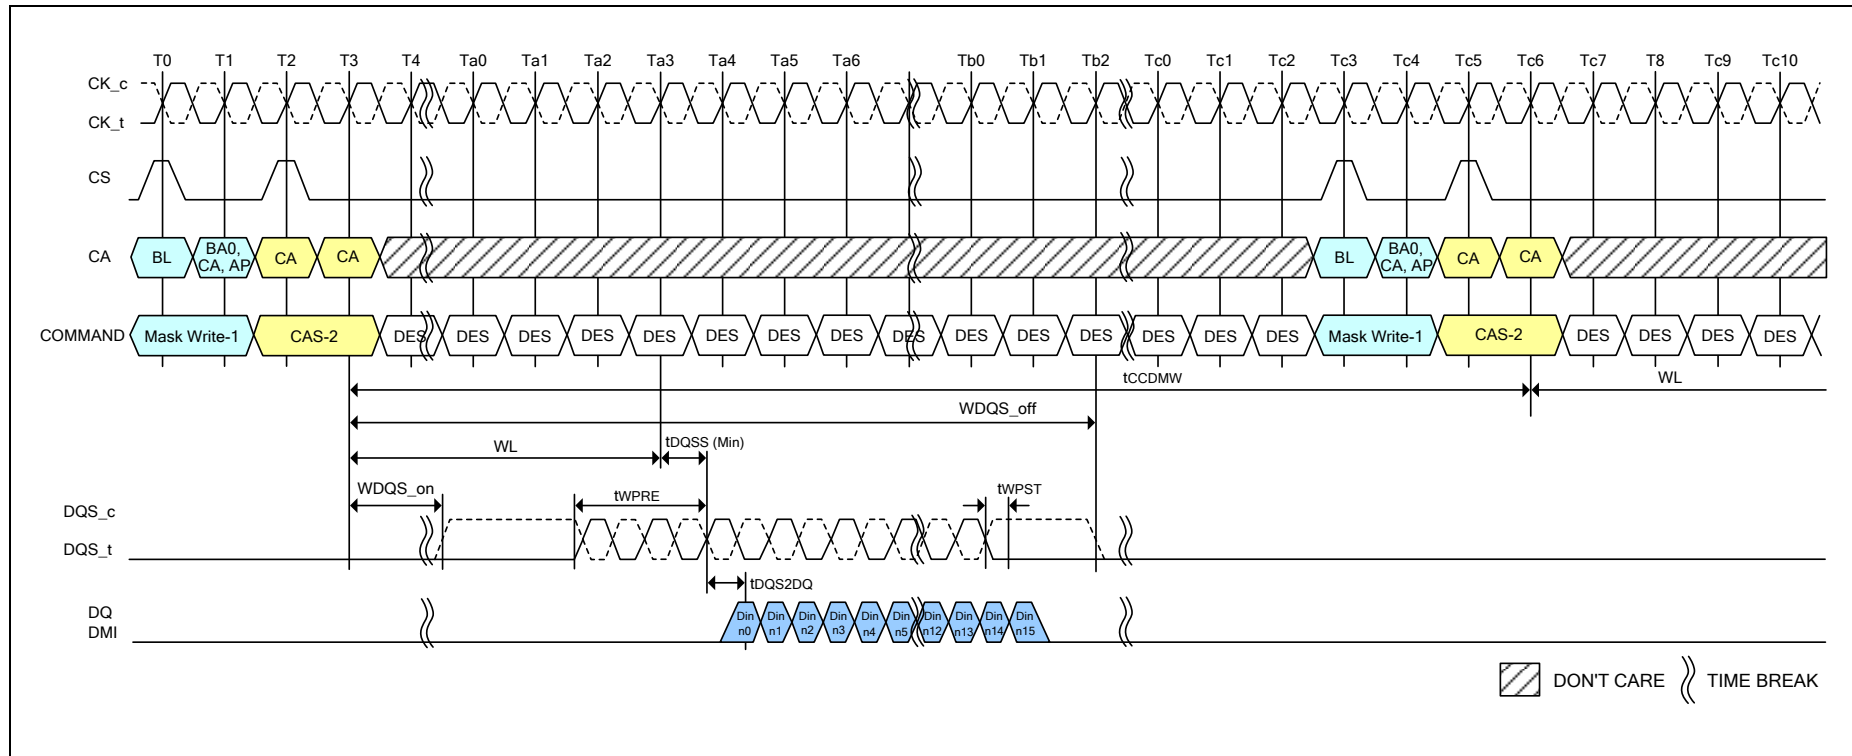 T0 T1 T2 T3 T4 Ta0 Ta1 Ta2 Ta3 Ta4 Ta5 Ta6 Tb0 Tb1 Tb2 Tc0 Tc1 Tc2 Tc3 Tc4 Tc5 Tc6 Tc7 T8 Tc9 Tc10
CK_c
CK_t
CS
CA BL BA0, CA, AP CA CA BL BA0, CA, AP CA CA
COMMAND Mask Write-1 CAS-2 DES DES DES DES DES DES DES DES DES DES DES DES DES DES DES Mask Write-1 CAS-2 DES DES DES DES
tCCDMW WL
WDQS_off
WL tDQSS (Min)
WDQS_on tWPRE tWPST
DQS_c
DQS_t
tDQS2DQ
DQ
DMI
Din n0 Din n1 Din n2 Din n3 Din n4 Din n5 Din n12 Din n13 Din n14 Din n15
DON'T CARE TIME BREAK